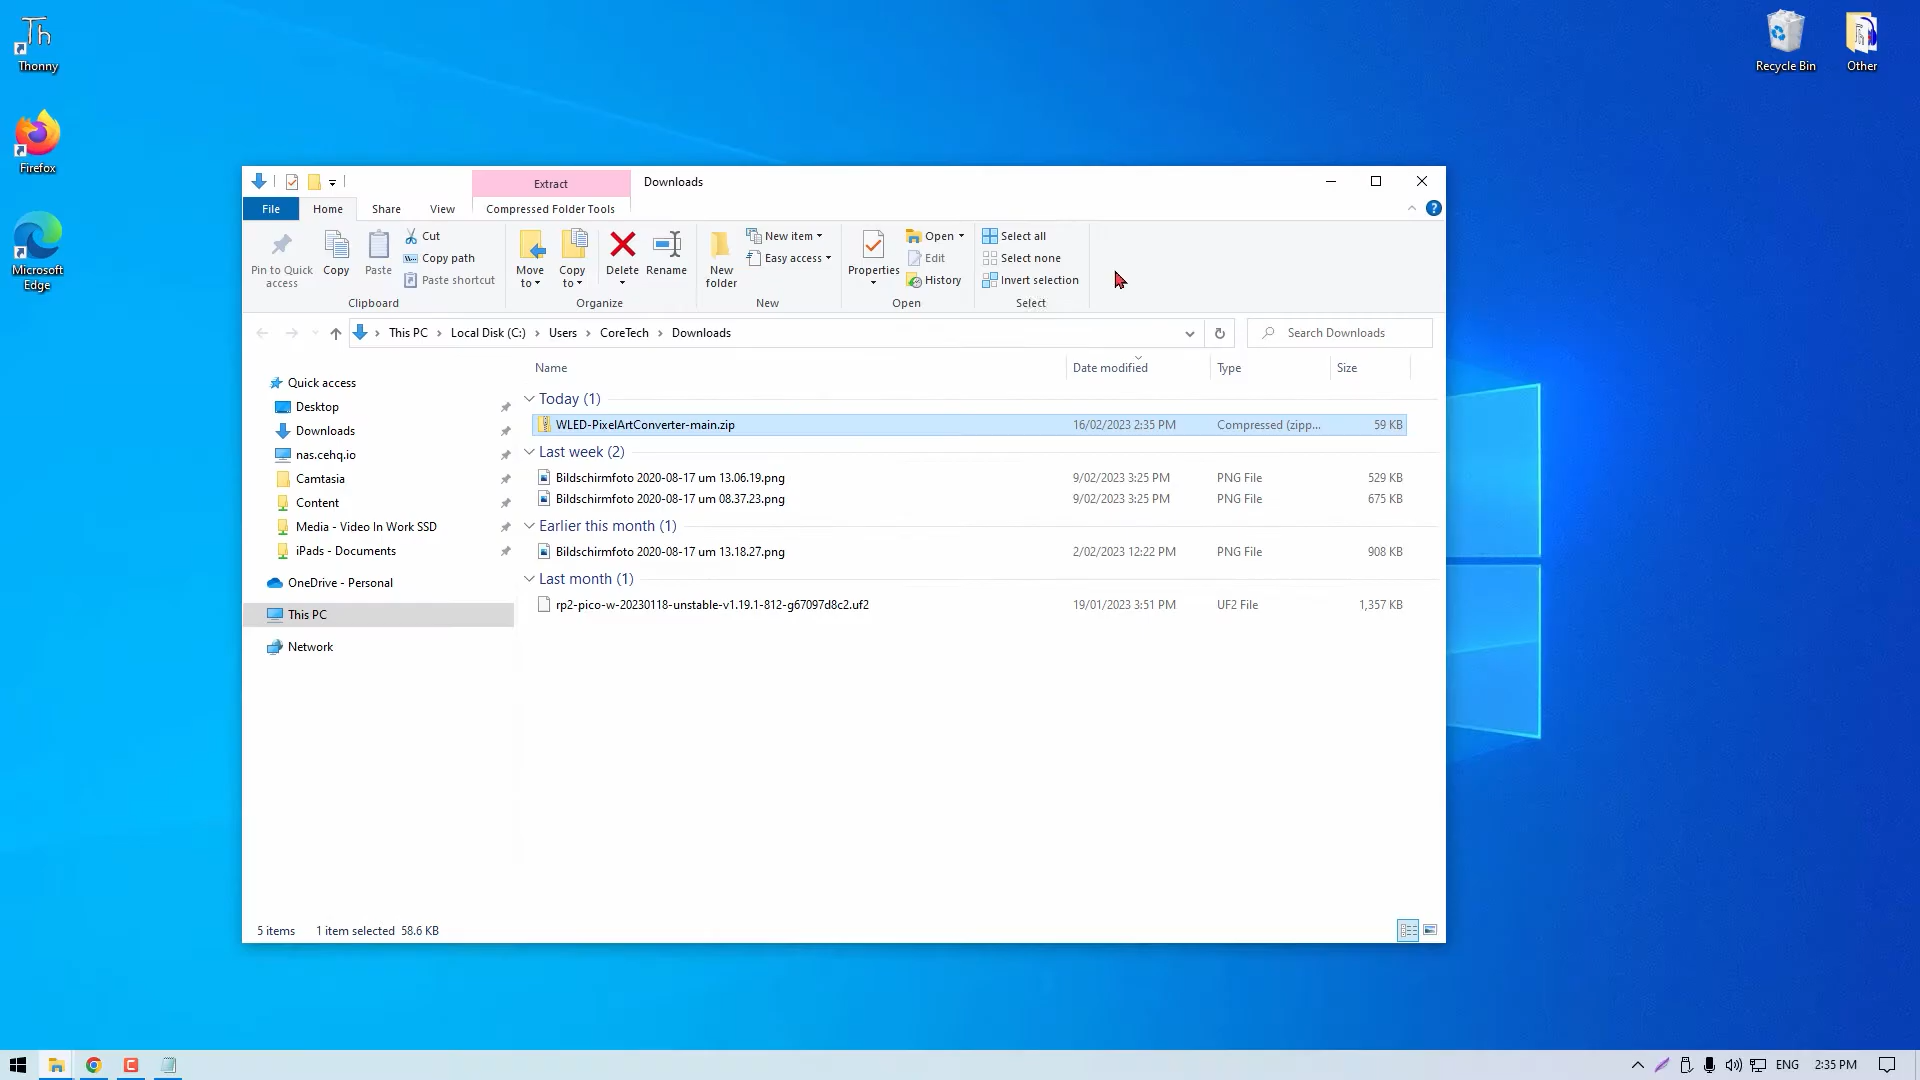 Thonny
Firefox
Microsoft
Edge
Recycle Bin
Other
Extract
Downloads
File
Home
Share
View
Compressed Folder Tools
Pin to Quick
access
Copy
Paste
Cut
Copy path
Paste shortcut
Clipboard
Move
to
Copy
to
Delete
Rename
Organize
New
folder
New item
Easy access
New
Properties
Open
Edit
History
Open
Select all
Select none
Invert selection
Select
This PC > Local Disk (C:) > Users > CoreTech > Downloads
Search Downloads
Name Date modified Type Size
Quick access
Desktop
Downloads
nas.cehq.io
Camtasia
Content
Media - Video In Work SSD
iPads - Documents
OneDrive - Personal
This PC
Network
Today (1)
WLED-PixelArtConverter-main.zip 16/02/2023 2:35 PM Compressed (zipp... 59 KB
Last week (2)
Bildschirmfoto 2020-08-17 um 13.06.19.png 9/02/2023 3:25 PM PNG File 529 KB
Bildschirmfoto 2020-08-17 um 08.37.23.png 9/02/2023 3:25 PM PNG File 675 KB
Earlier this month (1)
Bildschirmfoto 2020-08-17 um 13.18.27.png 2/02/2023 12:22 PM PNG File 908 KB
Last month (1)
rp2-pico-w-20230118-unstable-v1.19.1-812-g67097d8c2.uf2 19/01/2023 3:51 PM UF2 File 1,357 KB
5 items 1 item selected 58.6 KB
ENG 2:35 PM